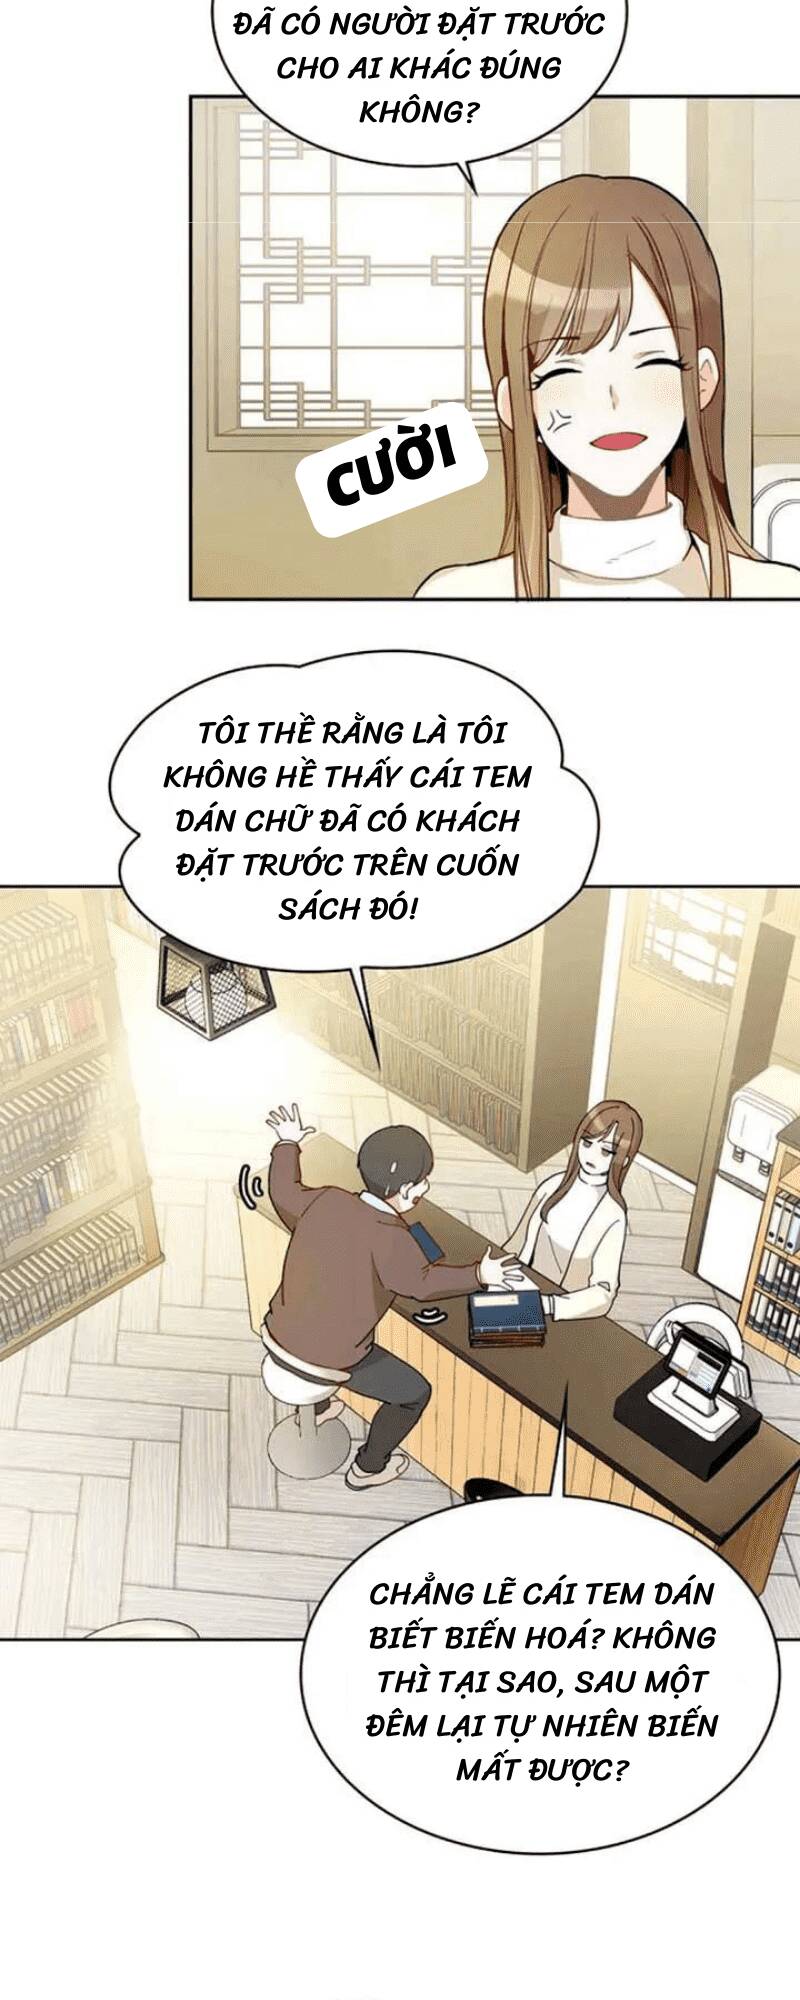 ĐÃ CÓ NGƯỜI ĐẶT TRƯỚC
CHO AI KHÁC ĐÚNG
KHÔNG?
CƯỜI
TÔI THỀ RẰNG LÀ TÔI
KHÔNG HỀ THẤY CÁI TEM
DÁN CHỮ ĐÃ CÓ KHÁCH
ĐẶT TRƯỚC TRÊN CUỐN
SÁCH ĐÓ!
CHẲNG LẼ CÁI TEM DÁN
BIẾT BIẾN HOÁ? KHÔNG
THÌ TẠI SAO, SAU MỘT
ĐÊM LẠI TỰ NHIÊN BIẾN
MẤT ĐƯỢC?